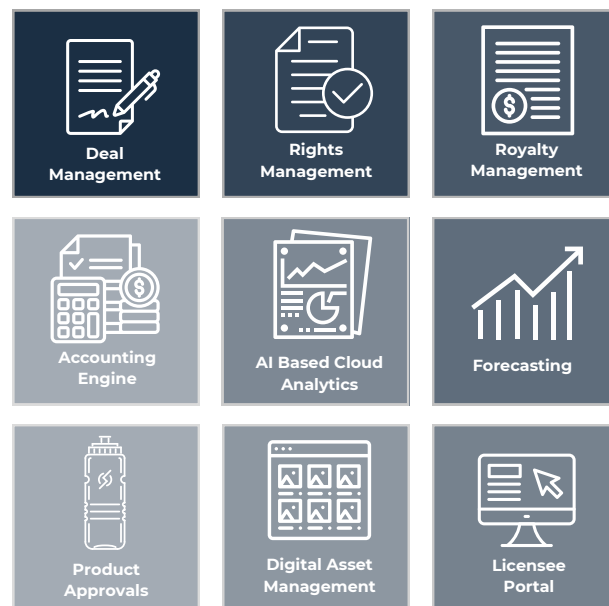 Deal
Management
Rights
Management
Royalty
Management
$
Accounting
Engine
$
AI Based Cloud
Analytics
Forecasting
Product
Approvals
Digital Asset
Management
Licensee
Portal